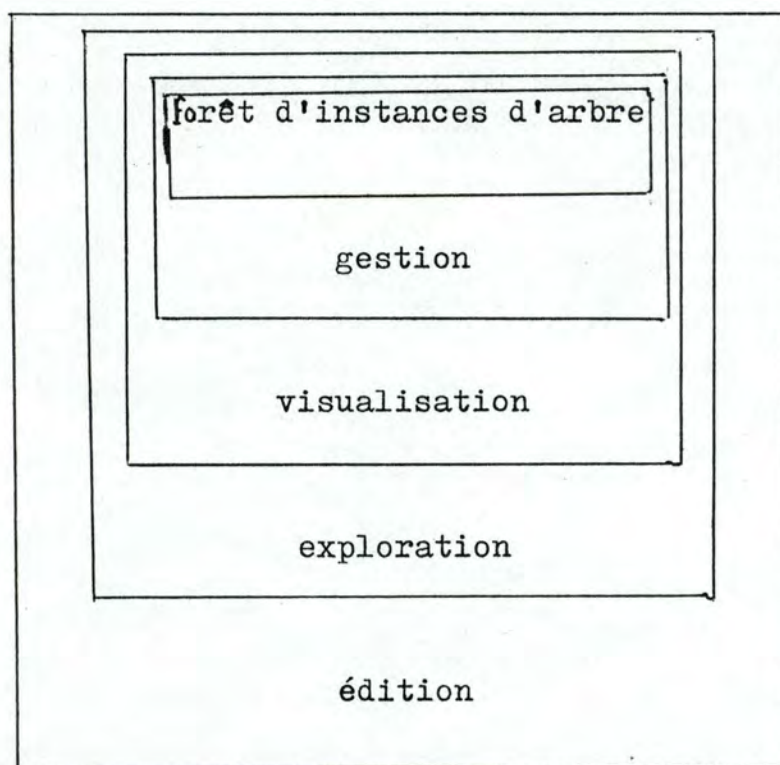 forêt d'instances d'arbre
gestion
visualisation
exploration
édition